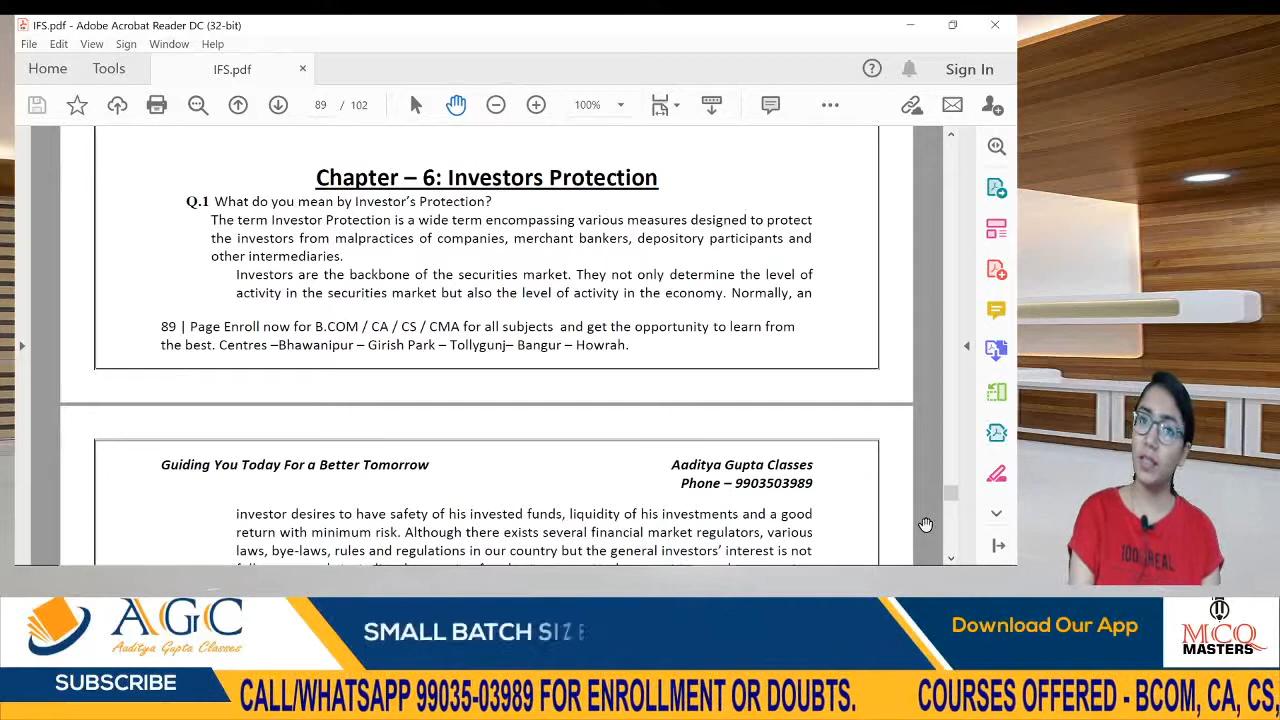 IFS.pdf - Adobe Acrobat Reader DC (32-bit)
File Edit View Sign Window Help
Home Tools IFS.pdf × Sign In
89 / 102 100%
Chapter – 6: Investors Protection
Q.1 What do you mean by Investor's Protection?
The term Investor Protection is a wide term encompassing various measures designed to protect
the investors from malpractices of companies, merchant bankers, depository participants and
other intermediaries.
Investors are the backbone of the securities market. They not only determine the level of
activity in the securities market but also the level of activity in the economy. Normally, an
89 | Page Enroll now for B.COM / CA / CS / CMA for all subjects and get the opportunity to learn from
the best. Centres –Bhawanipur – Girish Park – Tollygunj– Bangur – Howrah.
Guiding You Today For a Better Tomorrow Aaditya Gupta Classes
Phone – 9903503989
investor desires to have safety of his invested funds, liquidity of his investments and a good
return with minimum risk. Although there exists several financial market regulators, various
laws, bye-laws, rules and regulations in our country but the general investors' interest is not
100% REAL
AGC
Aaditya Gupta Classes
SMALL BATCH SIZE
Download Our App
MCQ
MASTERS
SUBSCRIBE
CALL/WHATSAPP 99035-03989 FOR ENROLLMENT OR DOUBTS. COURSES OFFERED - BCOM, CA, CS,